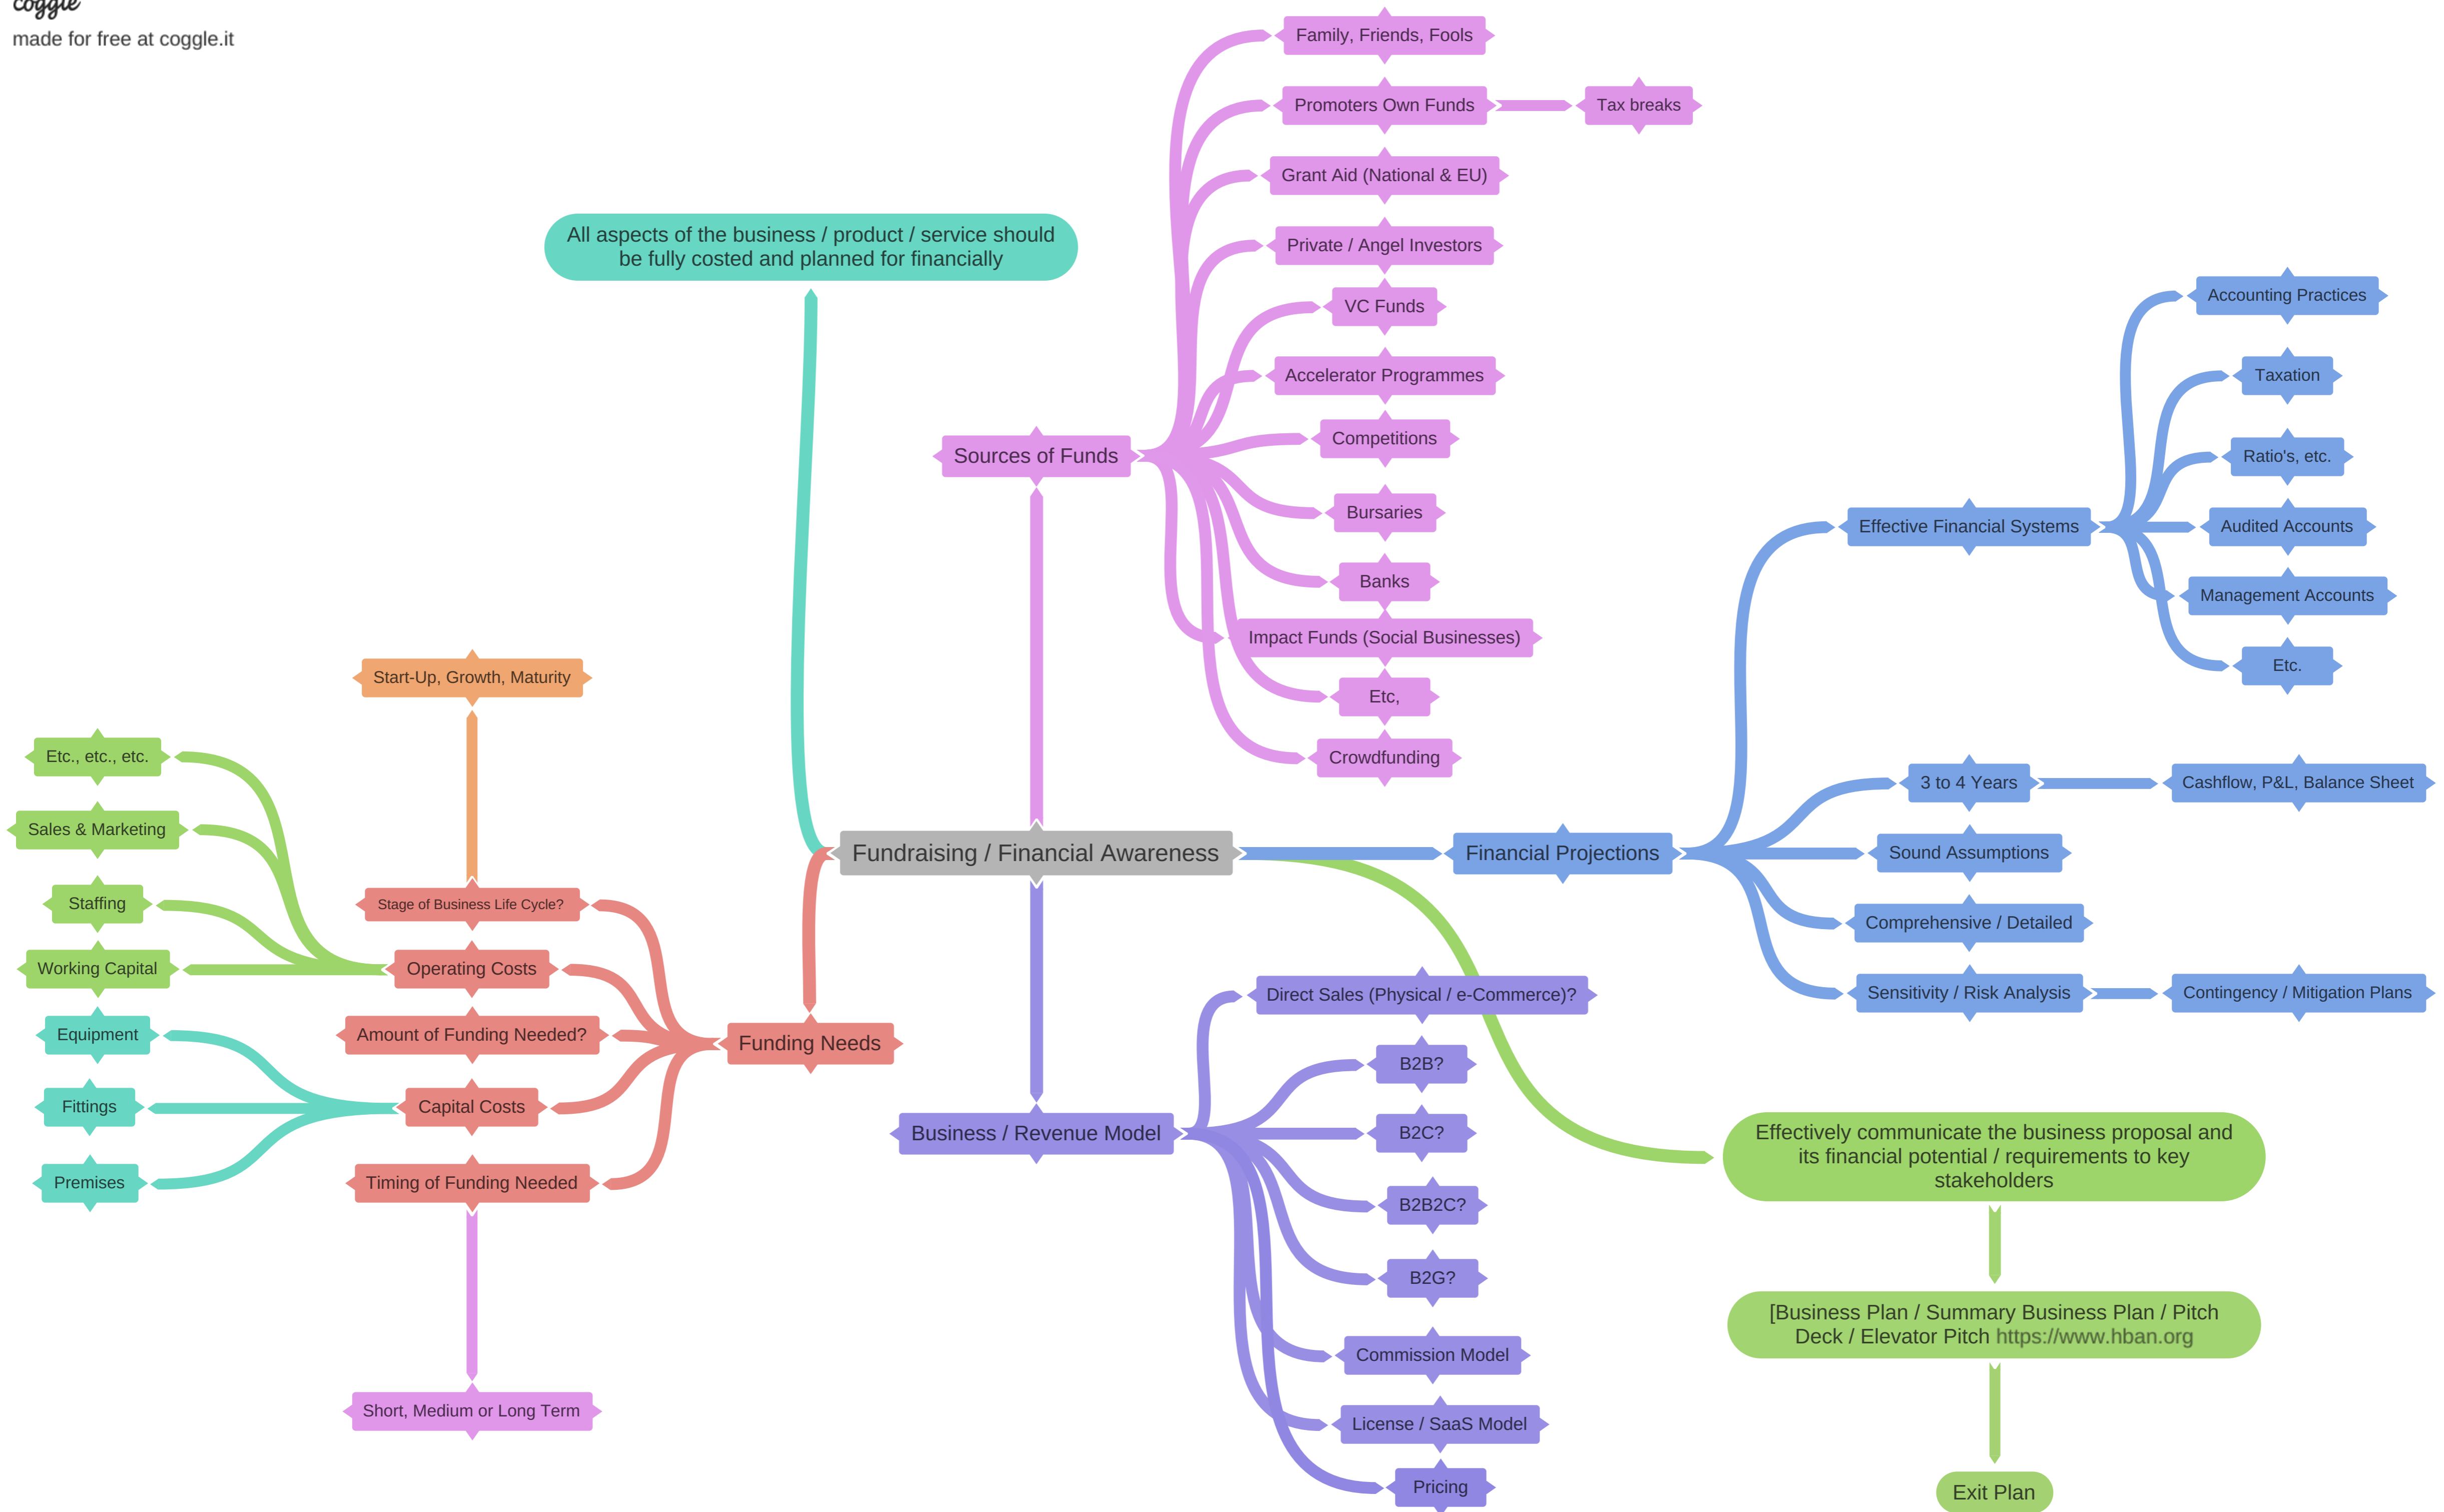 coggle
made for free at coggle.it
Fundraising / Financial Awareness
All aspects of the business / product / service should
be fully costed and planned for financially
Sources of Funds
Family, Friends, Fools
Promoters Own Funds
Tax breaks
Grant Aid (National & EU)
Private / Angel Investors
VC Funds
Accelerator Programmes
Competitions
Bursaries
Banks
Impact Funds (Social Businesses)
Etc,
Crowdfunding
Financial Projections
Effective Financial Systems
Accounting Practices
Taxation
Ratio's, etc.
Audited Accounts
Management Accounts
Etc.
3 to 4 Years
Cashflow, P&L, Balance Sheet
Sound Assumptions
Comprehensive / Detailed
Sensitivity / Risk Analysis
Contingency / Mitigation Plans
Effectively communicate the business proposal and
its financial potential / requirements to key
stakeholders
[Business Plan / Summary Business Plan / Pitch
Deck / Elevator Pitch https://www.hban.org
Exit Plan
Business / Revenue Model
Direct Sales (Physical / e-Commerce)?
B2B?
B2C?
B2B2C?
B2G?
Commission Model
License / SaaS Model
Pricing
Funding Needs
Stage of Business Life Cycle?
Start-Up, Growth, Maturity
Operating Costs
Etc., etc., etc.
Sales & Marketing
Staffing
Working Capital
Amount of Funding Needed?
Capital Costs
Equipment
Fittings
Premises
Timing of Funding Needed
Short, Medium or Long Term